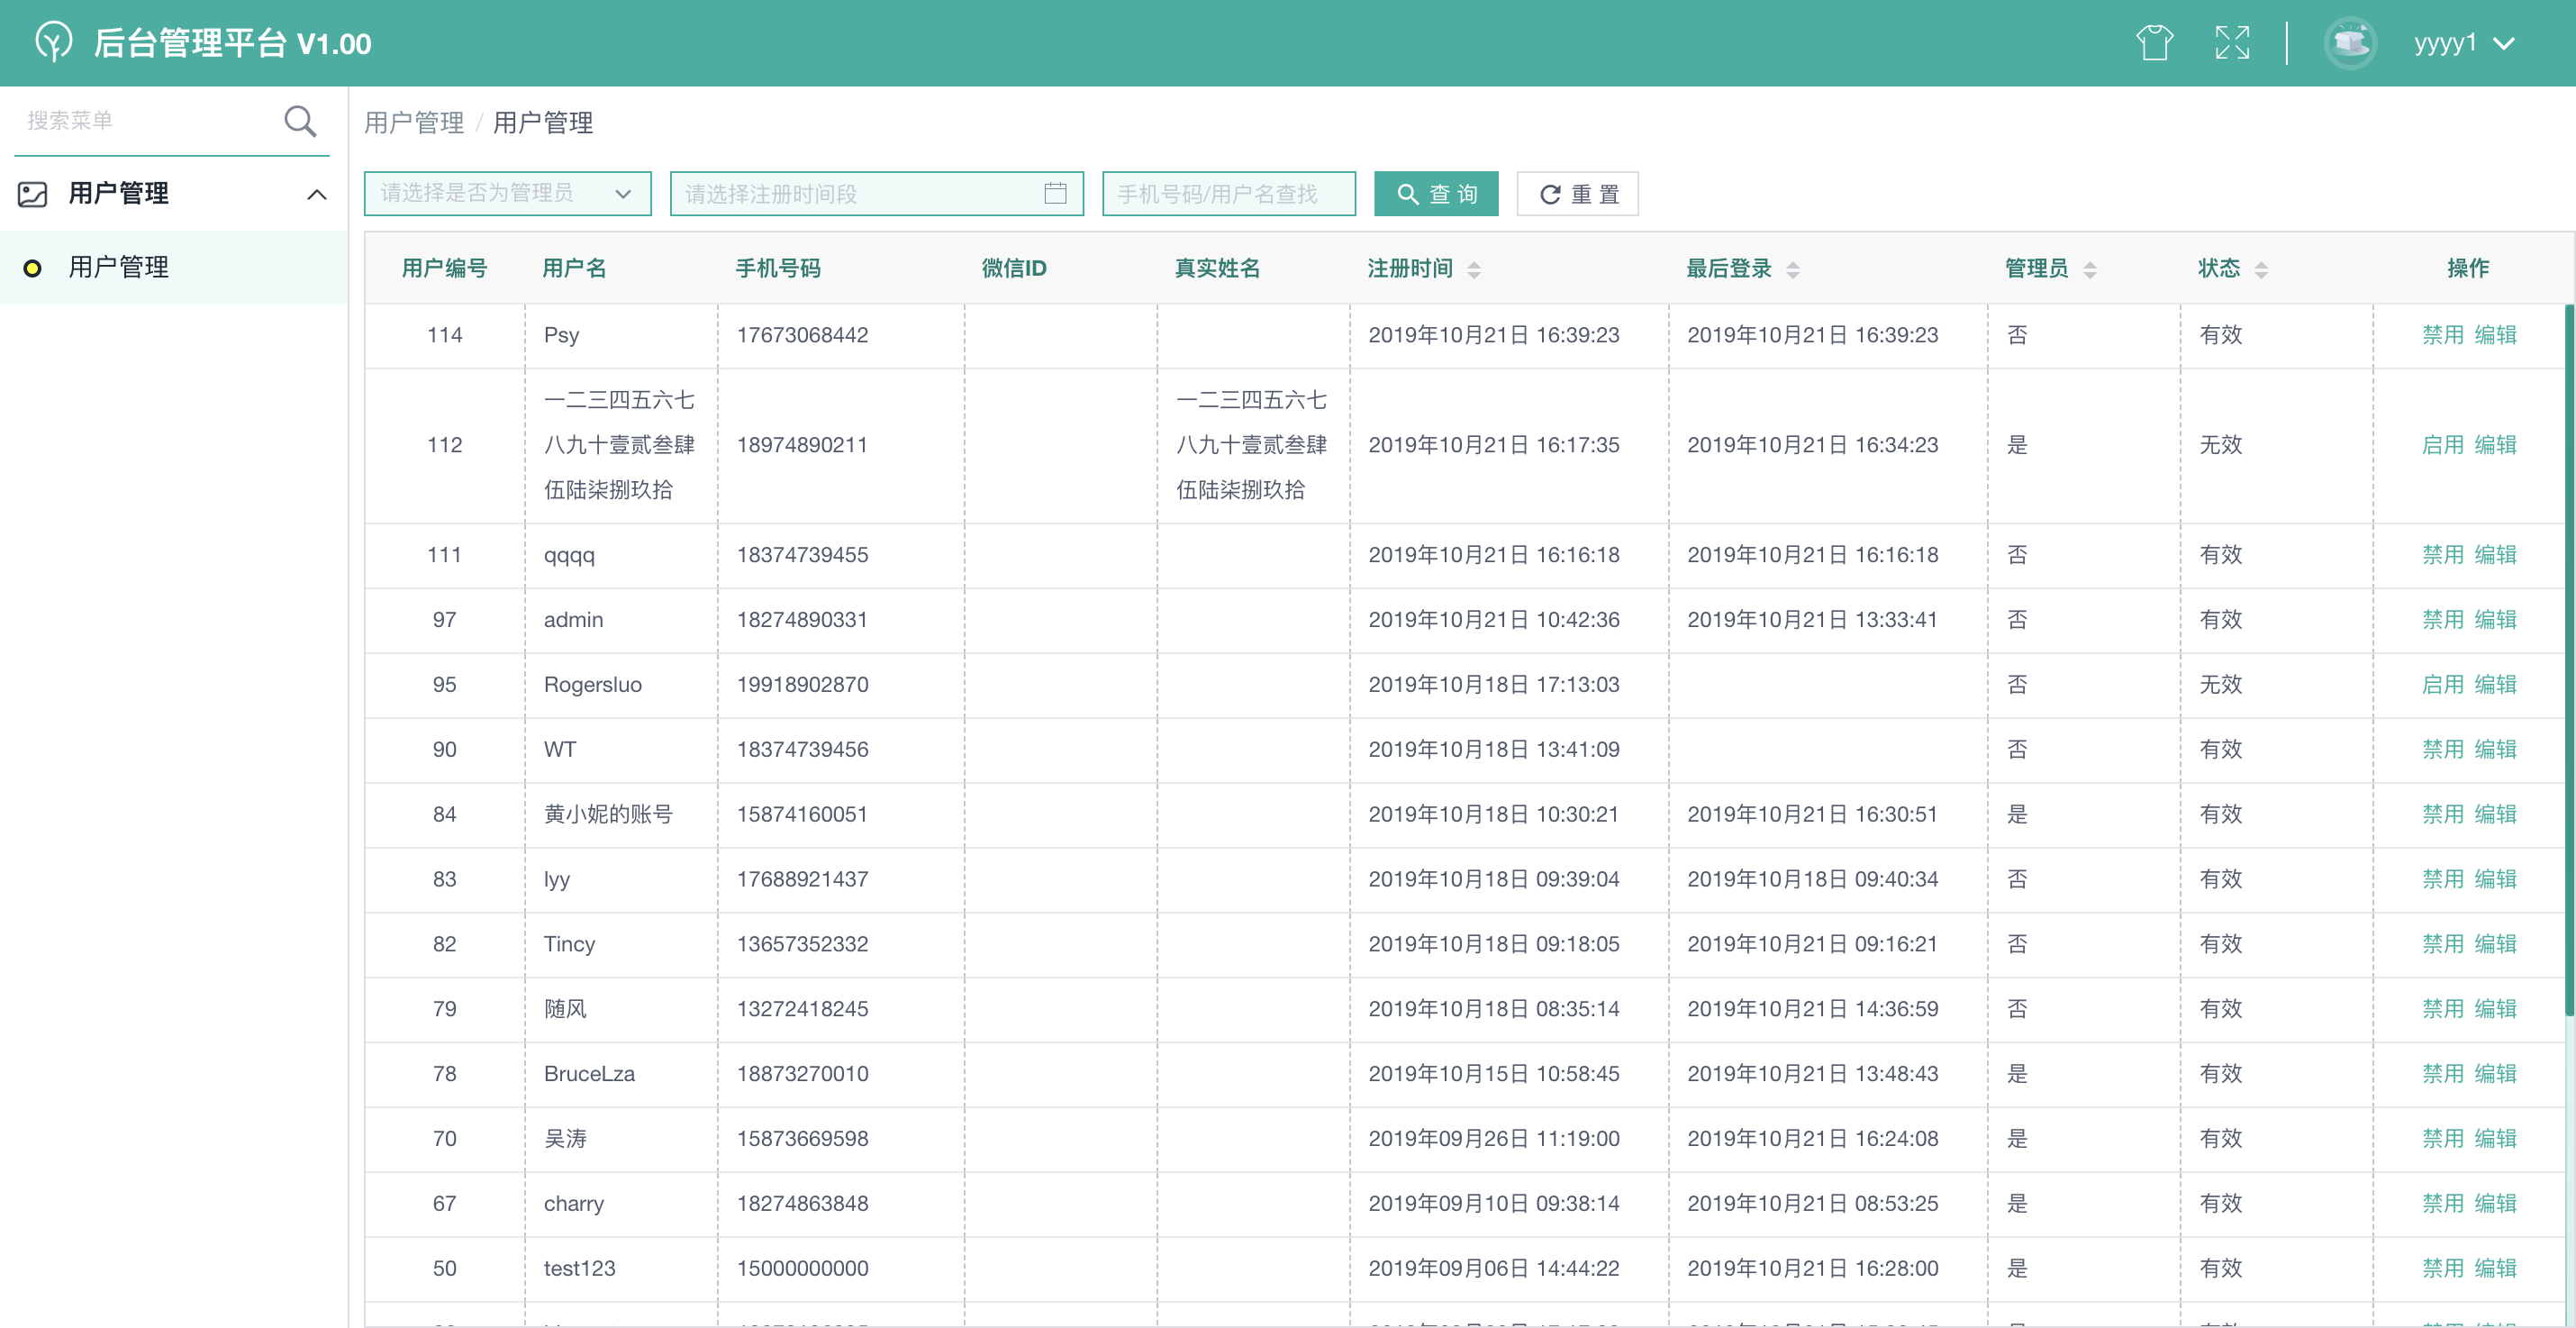 后台管理平台 V1.00
yyyy1
搜索菜单
用户管理 / 用户管理
用户管理
用户管理
请选择是否为管理员 请选择注册时间段 手机号码/用户名查找 查 询 重 置
用户编号 用户名 手机号码 微信ID 真实姓名 注册时间 最后登录 管理员 状态 操作
114 Psy 17673068442 2019年10月21日 16:39:23 2019年10月21日 16:39:23 否 有效 禁用 编辑
一二三四五六七 一二三四五六七
112 八九十壹贰叁肆 18974890211 八九十壹贰叁肆 2019年10月21日 16:17:35 2019年10月21日 16:34:23 是 无效 启用 编辑
伍陆柒捌玖拾 伍陆柒捌玖拾
111 qqqq 18374739455 2019年10月21日 16:16:18 2019年10月21日 16:16:18 否 有效 禁用 编辑
97 admin 18274890331 2019年10月21日 10:42:36 2019年10月21日 13:33:41 否 有效 禁用 编辑
95 Rogersluo 19918902870 2019年10月18日 17:13:03 否 无效 启用 编辑
90 WT 18374739456 2019年10月18日 13:41:09 否 有效 禁用 编辑
84 黄小妮的账号 15874160051 2019年10月18日 10:30:21 2019年10月21日 16:30:51 是 有效 禁用 编辑
83 lyy 17688921437 2019年10月18日 09:39:04 2019年10月18日 09:40:34 否 有效 禁用 编辑
82 Tincy 13657352332 2019年10月18日 09:18:05 2019年10月21日 09:16:21 否 有效 禁用 编辑
79 随风 13272418245 2019年10月18日 08:35:14 2019年10月21日 14:36:59 否 有效 禁用 编辑
78 BruceLza 18873270010 2019年10月15日 10:58:45 2019年10月21日 13:48:43 是 有效 禁用 编辑
70 吴涛 15873669598 2019年09月26日 11:19:00 2019年10月21日 16:24:08 是 有效 禁用 编辑
67 charry 18274863848 2019年09月10日 09:38:14 2019年10月21日 08:53:25 是 有效 禁用 编辑
50 test123 15000000000 2019年09月06日 14:44:22 2019年10月21日 16:28:00 是 有效 禁用 编辑